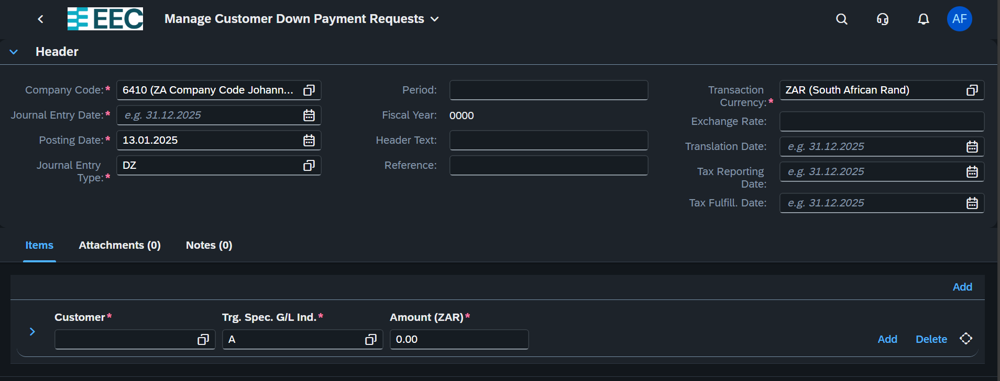 EEC
Manage Customer Down Payment Requests
AF
Header
Company Code:* 6410 (ZA Company Code Johann...
Journal Entry Date:* e.g. 31.12.2025
Posting Date:* 13.01.2025
Journal Entry
Type:* DZ
Period:
Fiscal Year: 0000
Header Text:
Reference:
Transaction
Currency:* ZAR (South African Rand)
Exchange Rate:
Translation Date: e.g. 31.12.2025
Tax Reporting
Date: e.g. 31.12.2025
Tax Fulfill. Date: e.g. 31.12.2025
Items Attachments (0) Notes (0)
Add
Customer* Trg. Spec. G/L Ind.* Amount (ZAR)*
A 0.00 Add Delete